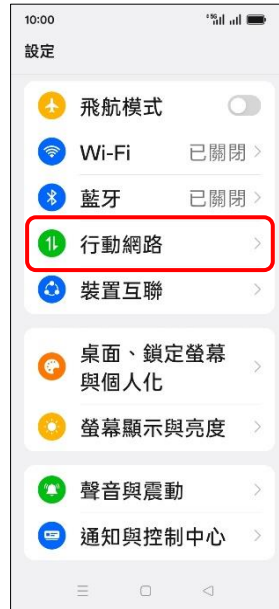 10:00
設定
飛航模式
Wi-Fi 已關閉
藍牙 已關閉
行動網路
裝置互聯
桌面、鎖定螢幕
與個人化
螢幕顯示與亮度
聲音與震動
通知與控制中心